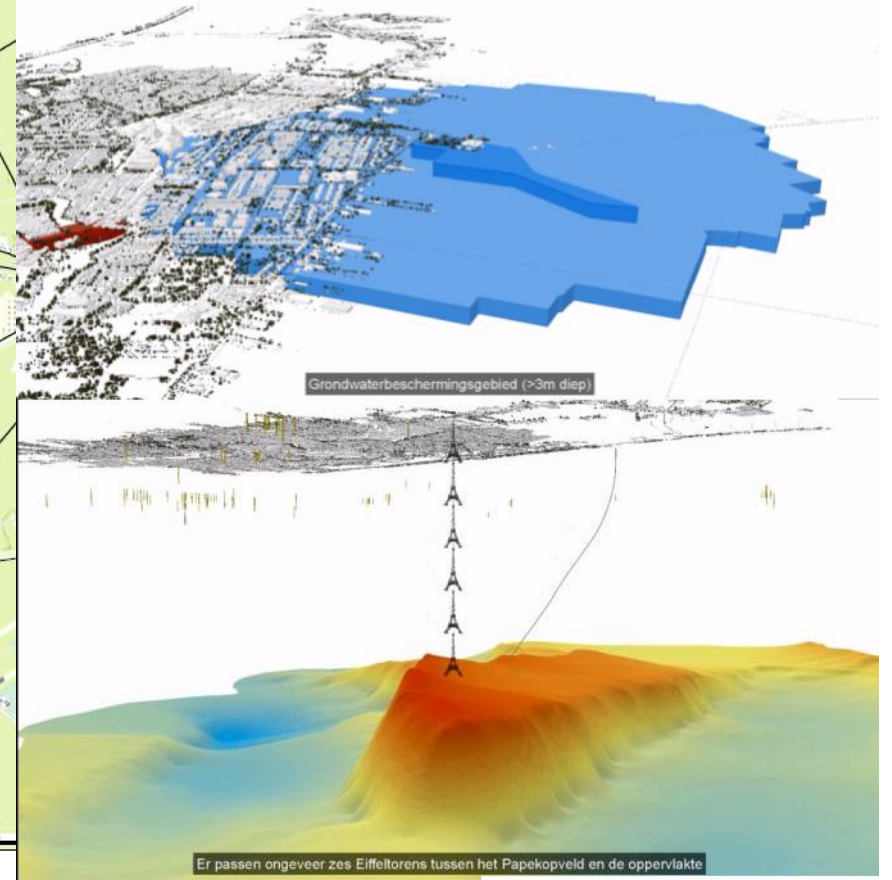 Grondwaterbeschermingsgebied (>3m diep)
Er passen ongeveer zes Eiffeltorens tussen het Papekopveld en de oppervlakte